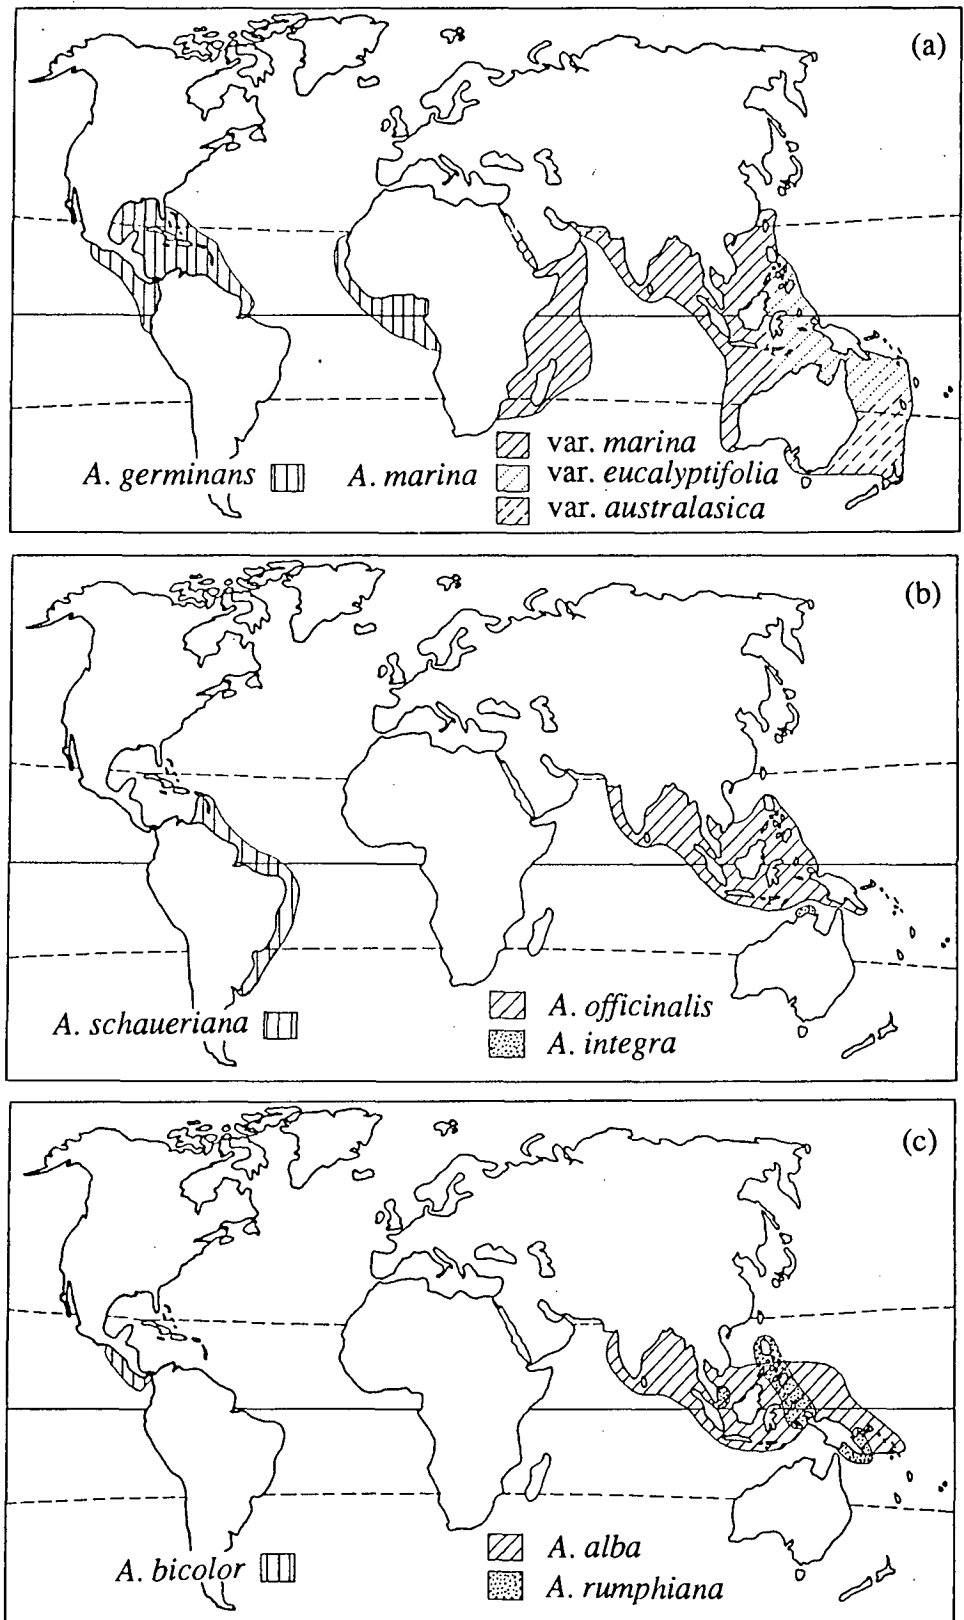 (a)
var. marina
A. germinans A. marina var. eucalyptifolia
var. australasica
(b)
A. officinalis
A. schaueriana
A. integra
(c)
A. alba
A. bicolor
A. rumphiana